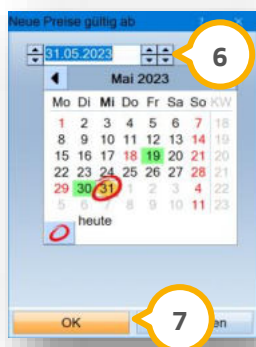 Neue Preise gültig ab
31.05.2023
6
Mai 2023
Mo Di Mi Do Fr Sa So KW
1 2 3 4 5 6 7 18
8 9 10 11 12 13 14 19
15 16 17 18 19 20 21 20
22 23 24 25 26 27 28 21
29 30 31 1 2 3 4 22
5 6 7 8 9 10 11 23
heute
OK
7
en